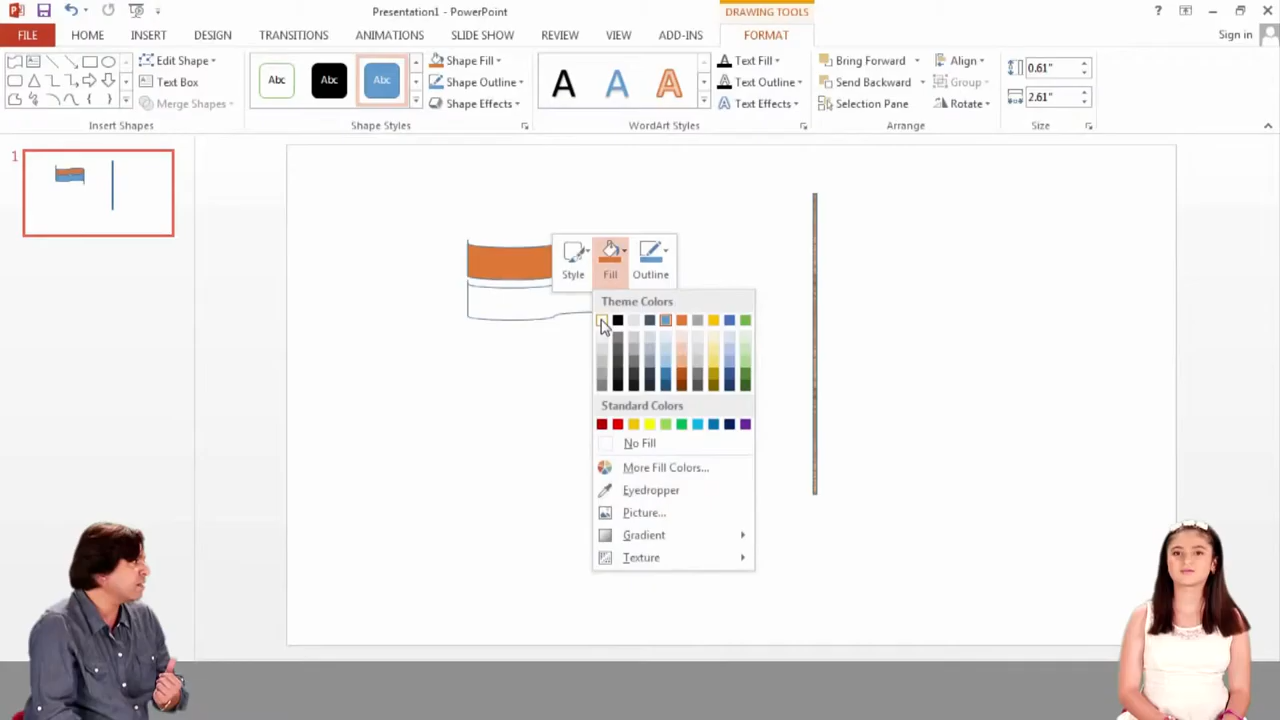 Presentation1 - PowerPoint
DRAWING TOOLS
?
FILE HOME INSERT DESIGN TRANSITIONS ANIMATIONS SLIDE SHOW REVIEW VIEW ADD-INS FORMAT Sign in
Edit Shape
Text Box
Merge Shapes
Insert Shapes
Abc Abc Abc
Shape Fill
Shape Outline
Shape Effects
Shape Styles
A A A
Text Fill
Text Outline
Text Effects
WordArt Styles
Bring Forward
Send Backward
Selection Pane
Align
Group
Rotate
Arrange
0.61"
2.61"
Size
1
Style Fill Outline
Theme Colors
Standard Colors
No Fill
More Fill Colors...
Eyedropper
Picture...
Gradient
Texture